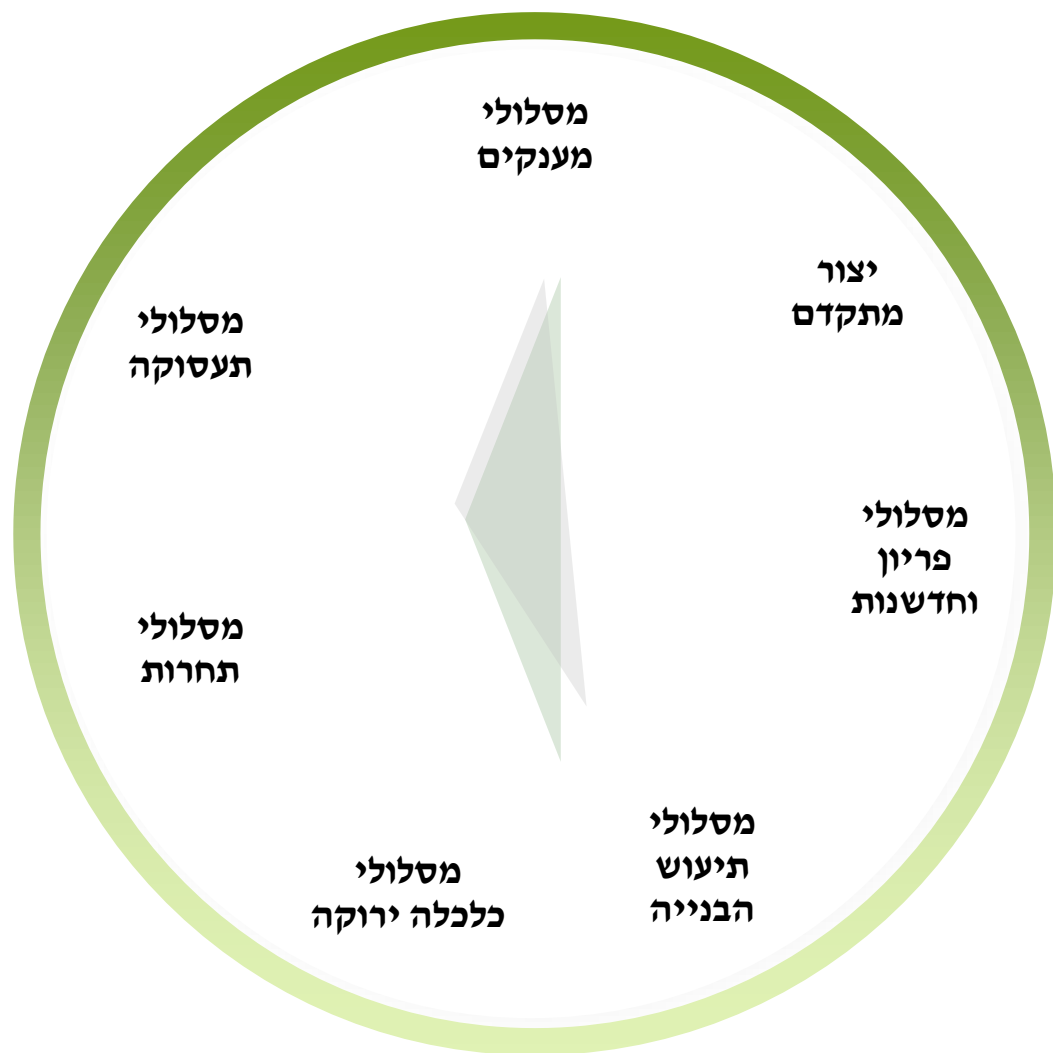 מסלולי
מענקים
יצור
מתקדם
מסלולי
פריון
וחדשנות
מסלולי
תיעוש
הבנייה
מסלולי
כלכלה ירוקה
מסלולי
תחרות
מסלולי
תעסוקה